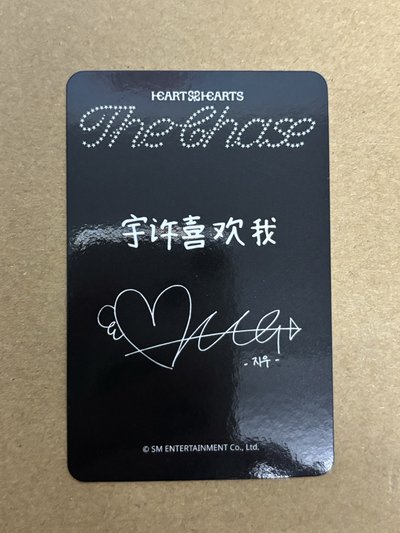 HEARTS2HEARTS
The Chase
宇许喜欢我
- 지우 -
© SM ENTERTAINMENT Co., Ltd.